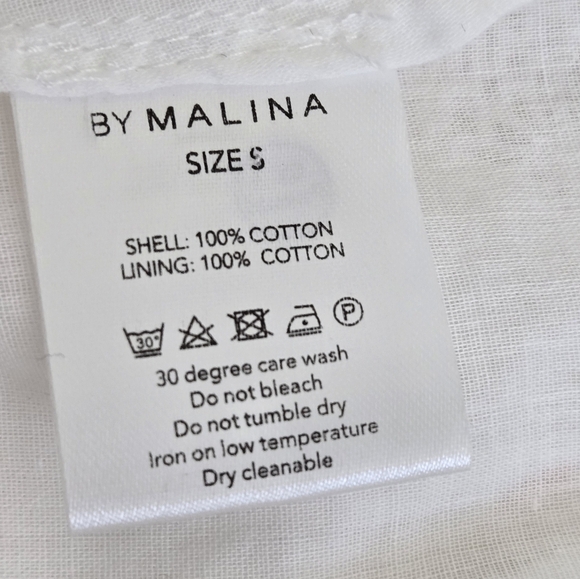 BY MALINA
SIZE S
SHELL: 100% COTTON
LINING: 100% COTTON
30° P
30 degree care wash
Do not bleach
Do not tumble dry
Iron on low temperature
Dry cleanable